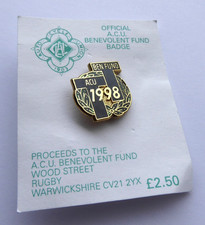 OFFICIAL
A.C.U.
BENEVOLENT FUND
BADGE
BEN FUND
ACU
1998
PROCEEDS TO THE
A.C.U. BENEVOLENT FUND
WOOD STREET
RUGBY
WARWICKSHIRE CV21 2YX £2.50